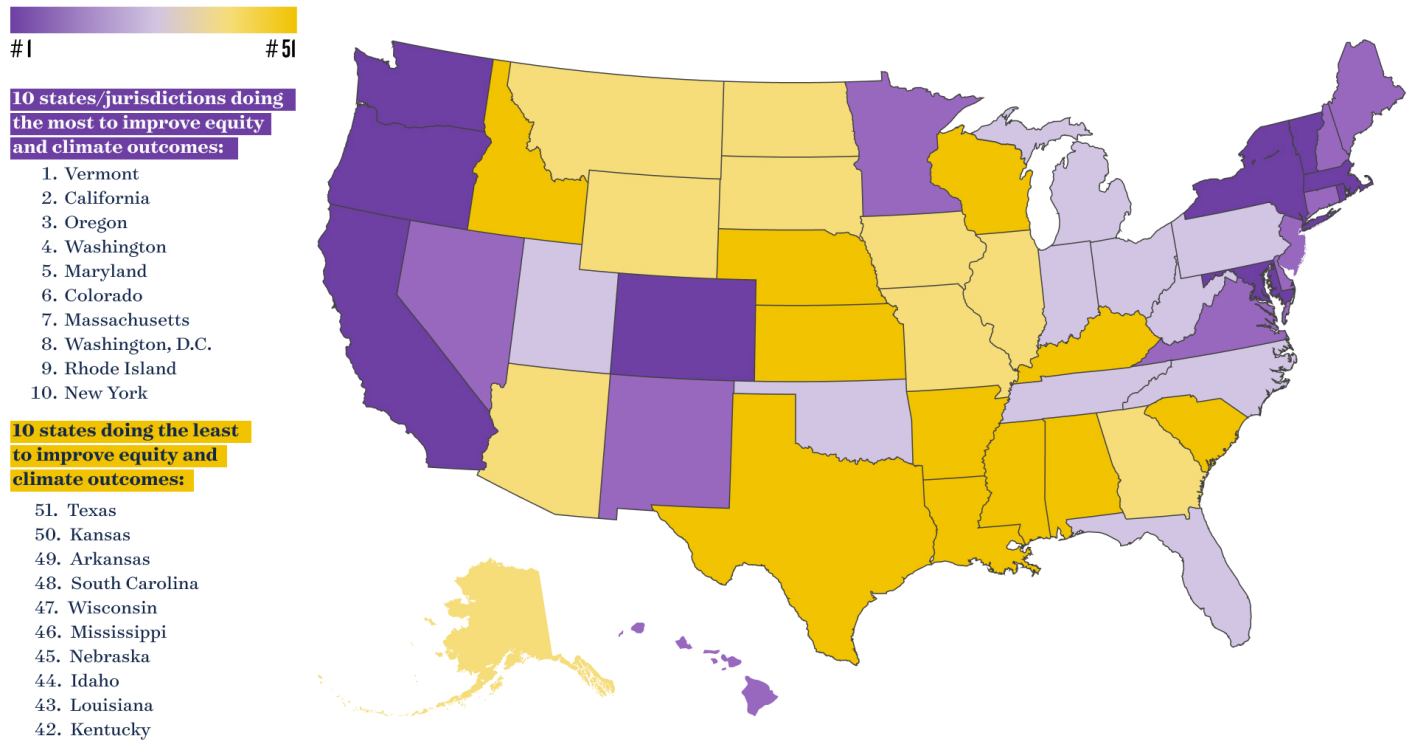 #1
#51
10 states/jurisdictions doing
the most to improve equity
and climate outcomes:
1. Vermont
2. California
3. Oregon
4. Washington
5. Maryland
6. Colorado
7. Massachusetts
8. Washington, D.C.
9. Rhode Island
10. New York
10 states doing the least
to improve equity and
climate outcomes:
51. Texas
50. Kansas
49. Arkansas
48. South Carolina
47. Wisconsin
46. Mississippi
45. Nebraska
44. Idaho
43. Louisiana
42. Kentucky